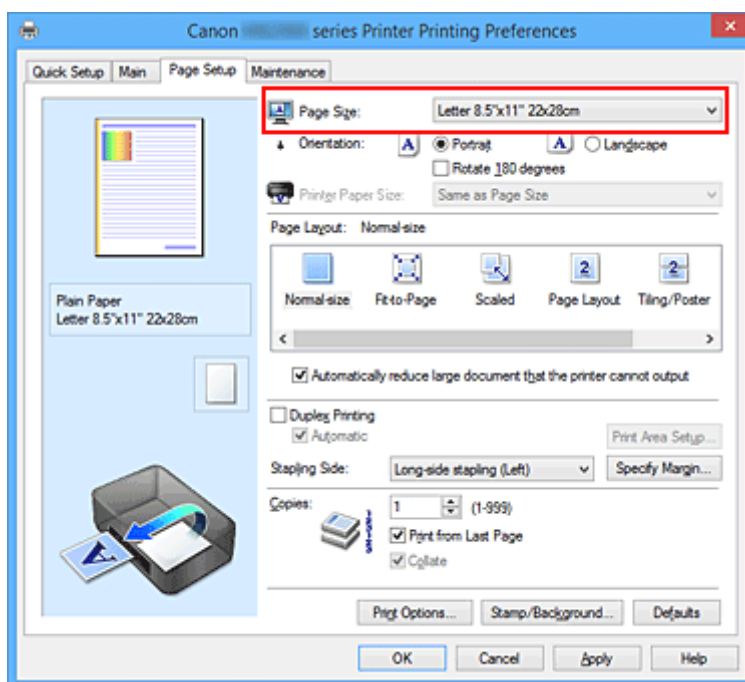 Canon series Printer Printing Preferences
Quick Setup Main Page Setup Maintenance
Page Size: Letter 8.5"x11" 22x28cm
Orientation: A Portrait A Landscape
Rotate 180 degrees
Printer Paper Size: Same as Page Size
Page Layout: Normal-size
2 2
Normal-size Fit-to-Page Scaled Page Layout Tiling/Poster
Plain Paper
Letter 8.5"x11" 22x28cm
Automatically reduce large document that the printer cannot output
Duplex Printing
Automatic
Print Area Setup...
Stapling Side: Long-side stapling (Left) Specify Margin...
Copies: 1 (1-999)
Print from Last Page
Collate
A
Print Options... Stamp/Background... Defaults
OK Cancel Apply Help